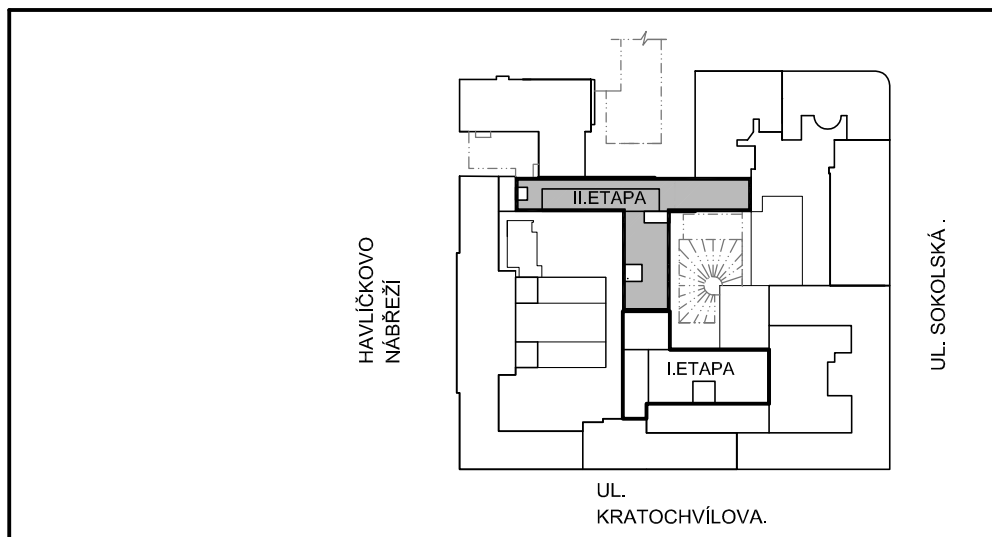 II.ETAPA
HAVLÍČKOVO
NÁBŘEŽÍ
UL. SOKOLSKÁ .
I.ETAPA
UL.
KRATOCHVÍLOVA.